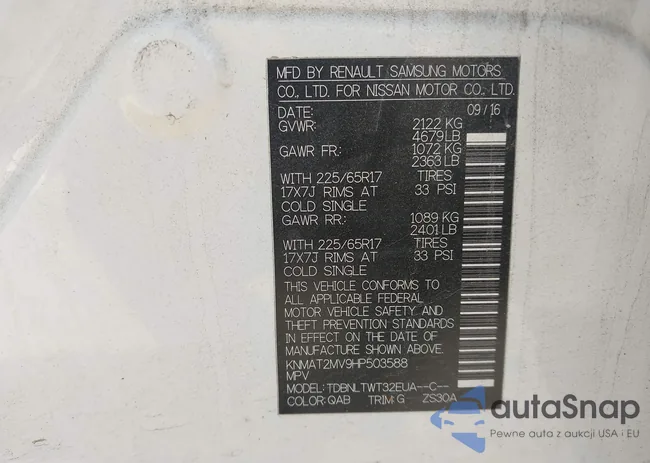 MFD BY RENAULT SAMSUNG MOTORS
CO., LTD. FOR NISSAN MOTOR CO., LTD.
DATE: 09/16
GVWR: 2122 KG
4679 LB
GAWR FR: 1072 KG
2363 LB
WITH 225/65R17 TIRES
17X7J RIMS AT 33 PSI
COLD SINGLE
GAWR RR: 1089 KG
2401 LB
WITH 225/65R17 TIRES
17X7J RIMS AT 33 PSI
COLD SINGLE
THIS VEHICLE CONFORMS TO
ALL APPLICABLE FEDERAL
MOTOR VEHICLE SAFETY AND
THEFT PREVENTION STANDARDS
IN EFFECT ON THE DATE OF
MANUFACTURE SHOWN ABOVE.
KNMAT2MV9HP503588
MPV
MODEL: TDBNLTWT32EUA--C--
COLOR: QAB TRIM: G ZS30A
autaSnap
Pewne auta z aukcji USA i EU